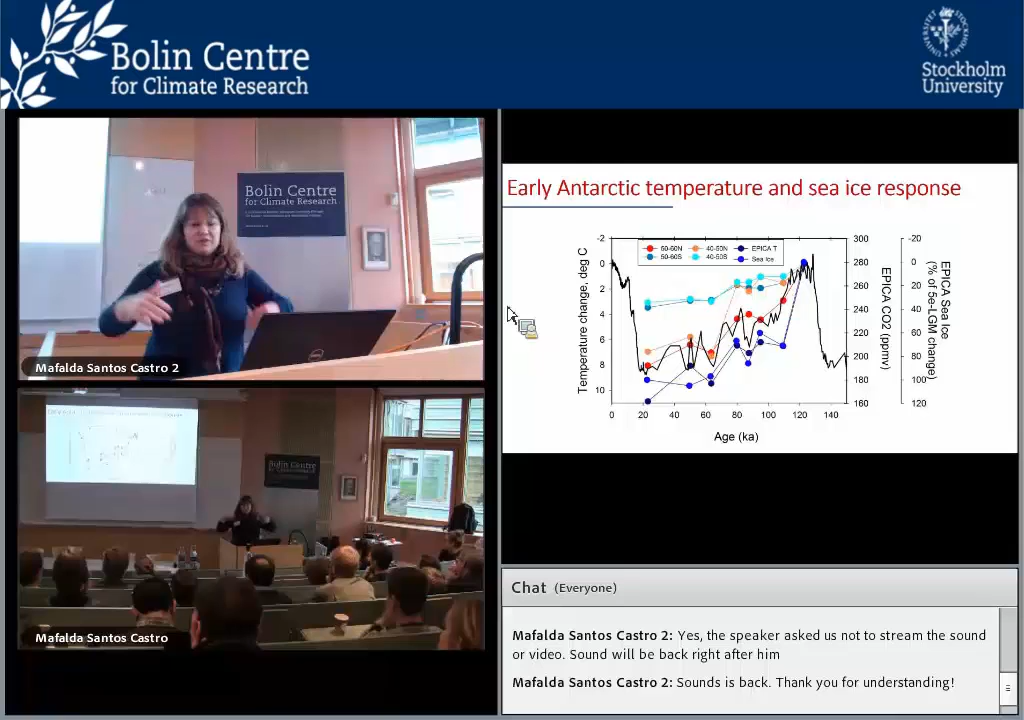 Bolin Centre
for Climate Research
Stockholm
University
Bolin Centre
for Climate Research
Mafalda Santos Castro 2
Bolin Centre
for Climate Research
Mafalda Santos Castro
Early Antarctic temperature and sea ice response
50-60N 40-50N EPICA T
50-60S 40-50S Sea Ice
Temperature change, deg C
-2
0
2
4
6
8
10
0 20 40 60 80 100 120 140
Age (ka)
300
280
260
240
220
200
180
160
EPICA CO2 (ppmv)
-20
0
20
40
60
80
100
120
EPICA Sea Ice
(% of 5e-LGM change)
Chat (Everyone)
Mafalda Santos Castro 2: Yes, the speaker asked us not to stream the sound
or video. Sound will be back right after him
Mafalda Santos Castro 2: Sounds is back. Thank you for understanding!